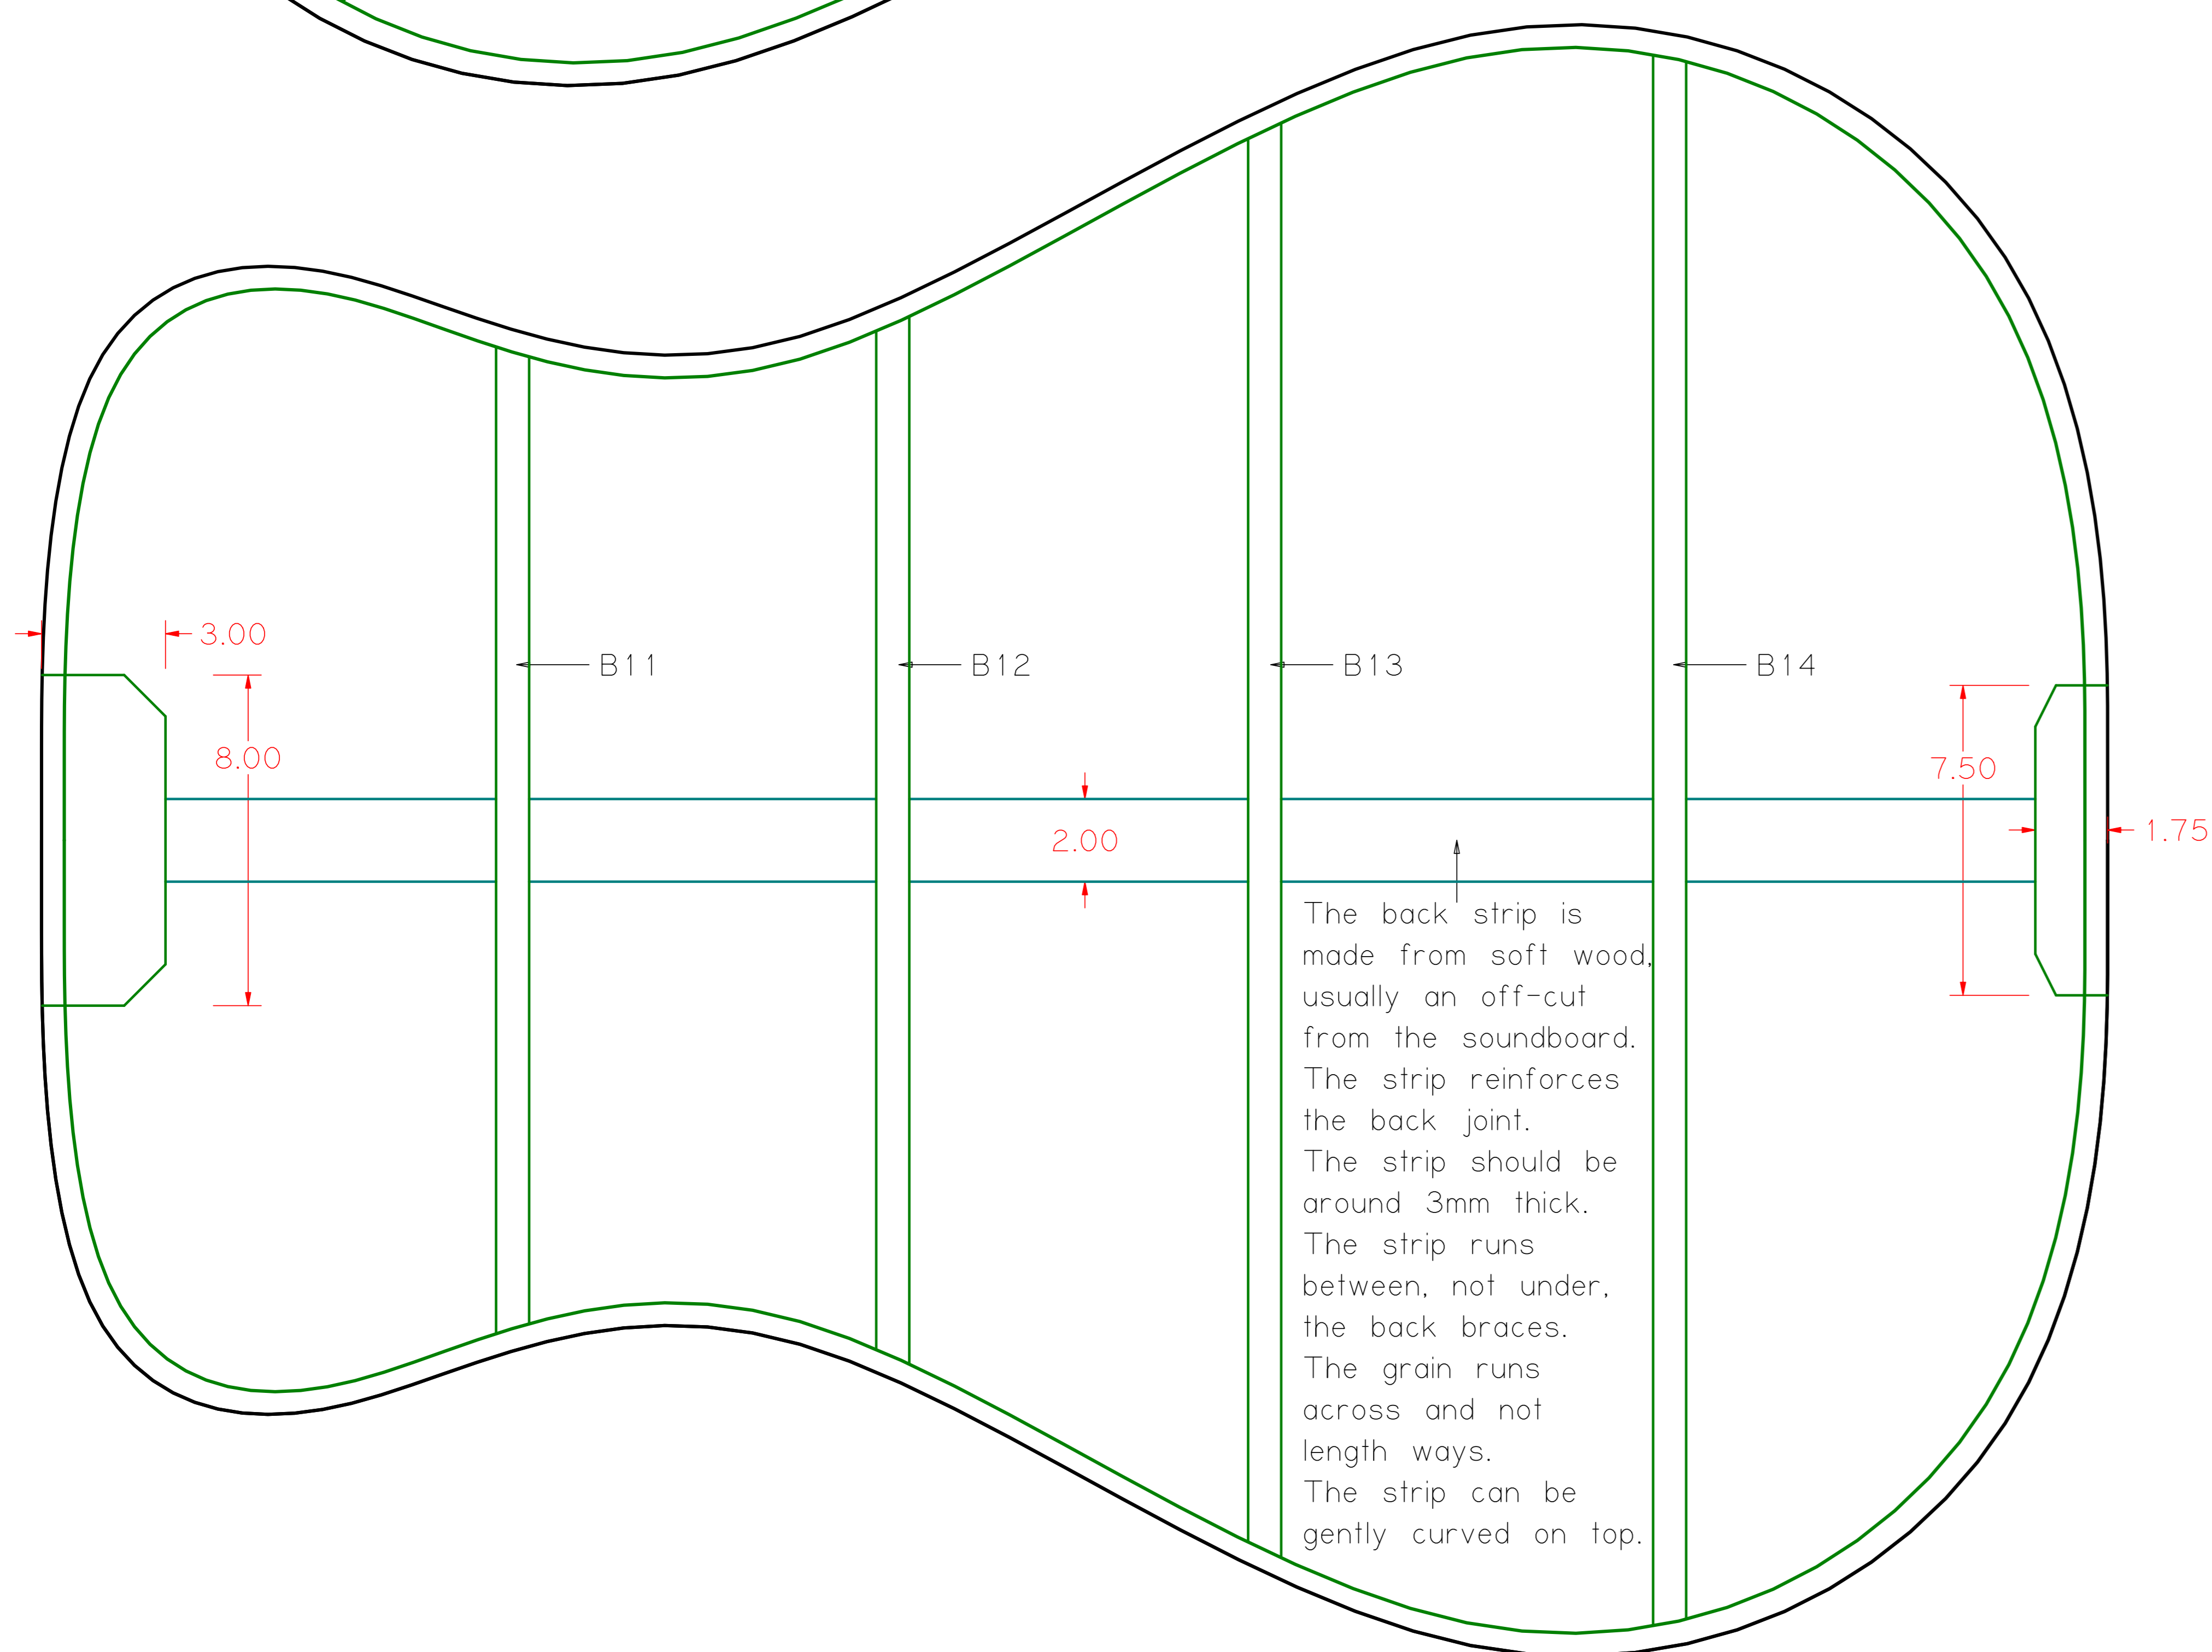 3.00
B11
B12
B13
B14
8.00
7.50
2.00
1.75
The back strip is
made from soft wood,
usually an off-cut
from the soundboard.
The strip reinforces
the back joint.
The strip should be
around 3mm thick.
The strip runs
between, not under,
the back braces.
The grain runs
across and not
length ways.
The strip can be
gently curved on top.